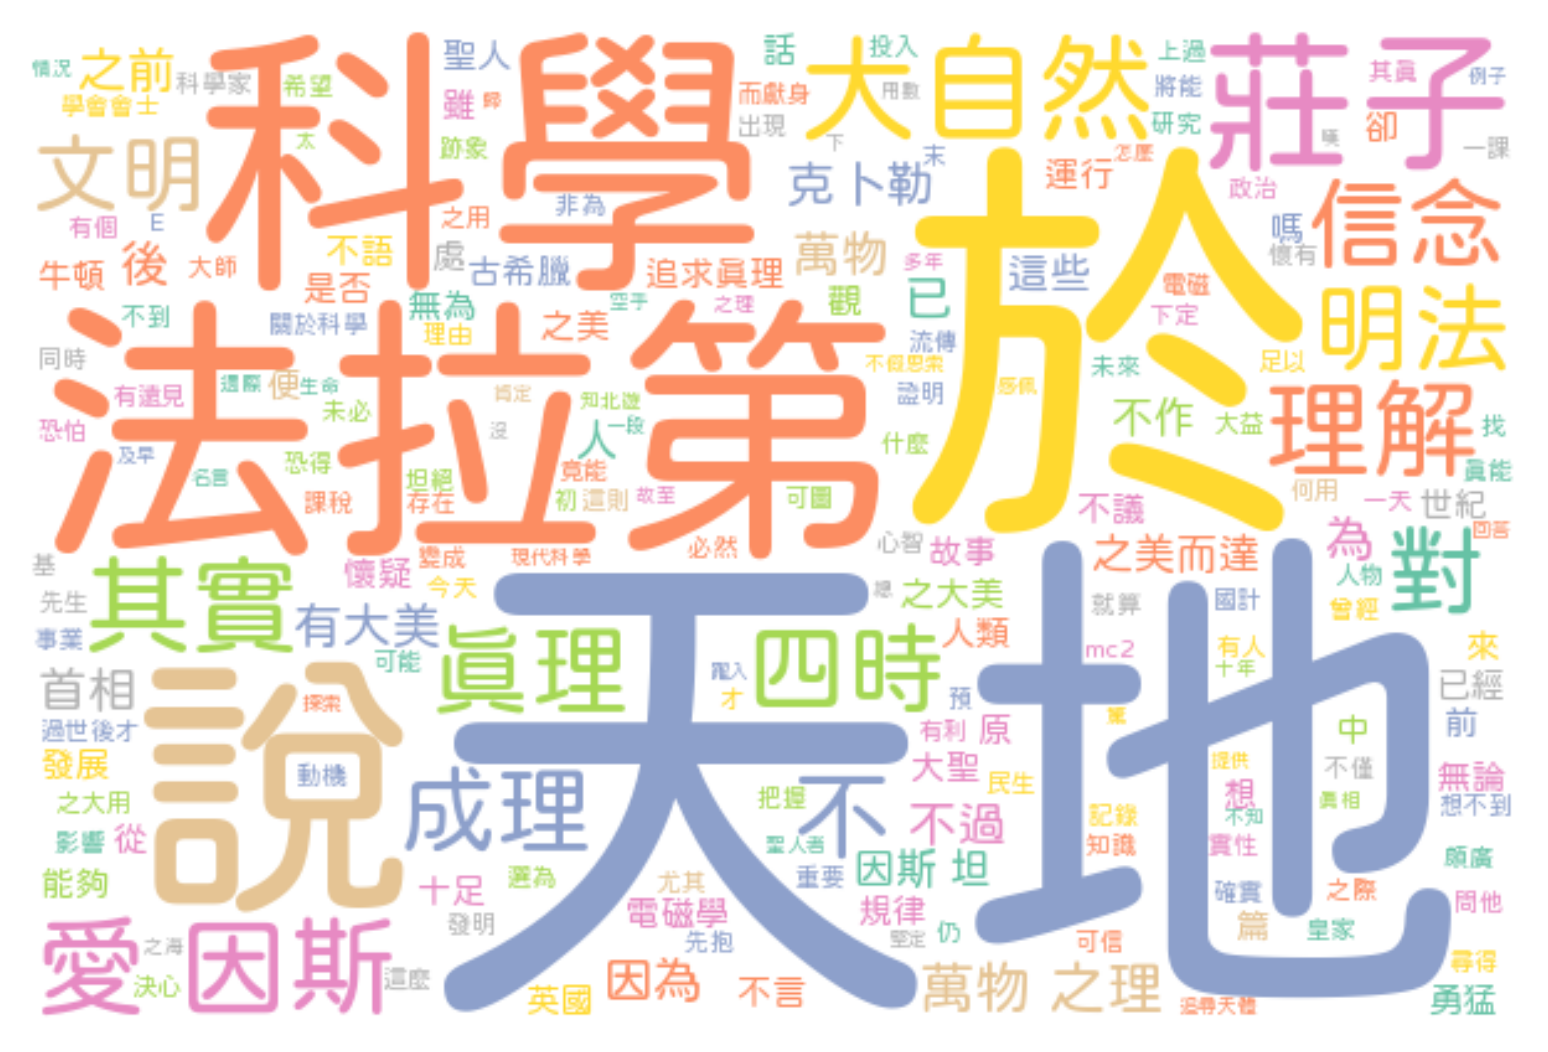 情況
之前
科學家
希望
聖人
科學
話
大自然
投入
上過
莊子
其眞
例子
學會會士
雖
歸
而獻身
用數
將能
文明
太
跡象
出現
下
研究
卻
嘆
一課
克卜勒
末
運行
怎麼
政治
信念
有個
E
之用
非為
於
嗎
懷有
牛頓
後
大師
不語
是否
處
古希臘
追求眞理
萬物
多年
這些
電磁
無為
空乎
之理
觀
已
下定
明法
不到
關於科學
理由
之美
流傳
同時
法拉第
不假思索
未來
足以
有遠見
還際
便
生命
肯定
知北遊
證明
感佩
未必
理解
恐怕
及早
沒
人
一段
什麼
不作
大益
找
名言
恐得
坦絕
竟能
眞能
課稅
存在
初
這則
故至
可圖
不議
何用
一天
世紀
基
懷疑
變成
現代科學
必然
心智
故事
之美而達
為
對
回答
先生
其實
今天
天地
總
之大美
就算
國計
人物
曾經
事業
有大美
眞理
四時
人類
mc2
有人
來
可能
躍入
才
十年
首相
說
探索
預
已經
過世後才
有利
原
駕
中
前
發展
動機
成理
不
大聖
民生
提供
不僅
無論
之大用
把握
想
眞相
想不到
影響
從
不過
記錄
不知
聖人者
知識
實性
能夠
十足
選為
尤其
重要
因斯 坦
頗廣
確實
之際
問他
愛因斯
發明
電磁學
規律
之海
先抱
堅定
仍
可信
篇
皇家
決心
這麼
英國
因為
不言
萬物 之理
追尋天體
尋得
勇猛